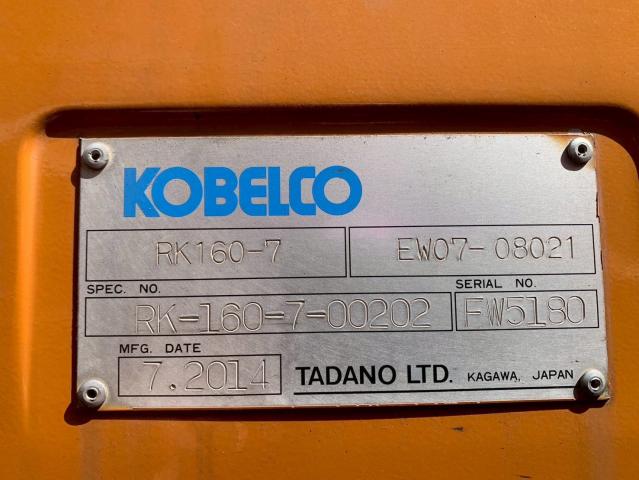 KOBELCO
RK160-7 EW07-08021
SPEC. NO. SERIAL NO.
RK-160-7-00202 FW5180
MFG. DATE
7.2014 TADANO LTD. KAGAWA, JAPAN